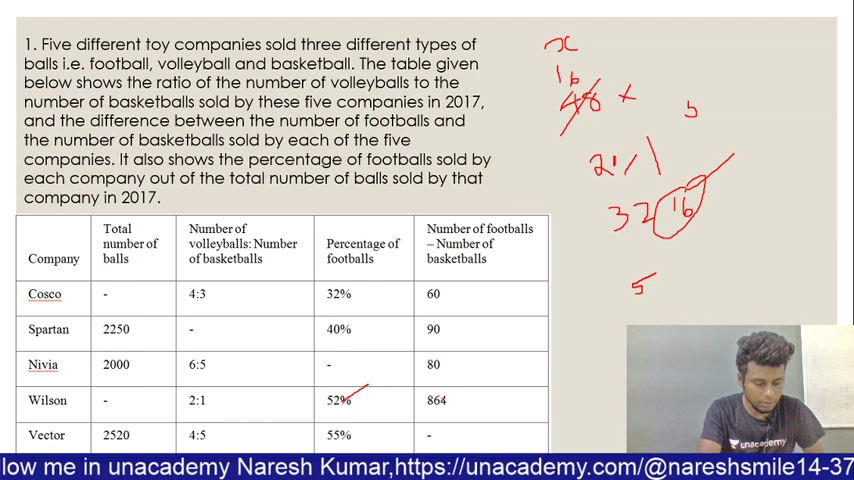 1. Five different toy companies sold three different types of
balls i.e. football, volleyball and basketball. The table given
below shows the ratio of the number of volleyballs to the
number of basketballs sold by these five companies in 2017,
and the difference between the number of footballs and
the number of basketballs sold by each of the five
companies. It also shows the percentage of footballs sold by
each company out of the total number of balls sold by that
company in 2017.
x
16
48 x
5
21/1
32 16
5
Company | Total number of balls | Number of volleyballs: Number of basketballs | Percentage of footballs | Number of footballs – Number of basketballs
Cosco | - | 4:3 | 32% | 60
Spartan | 2250 | - | 40% | 90
Nivia | 2000 | 6:5 | - | 80
Wilson | - | 2:1 | 52% | 864
Vector | 2520 | 4:5 | 55% | -
unacademy
llow me in unacademy Naresh Kumar,https://unacademy.com/@nareshsmile14-37